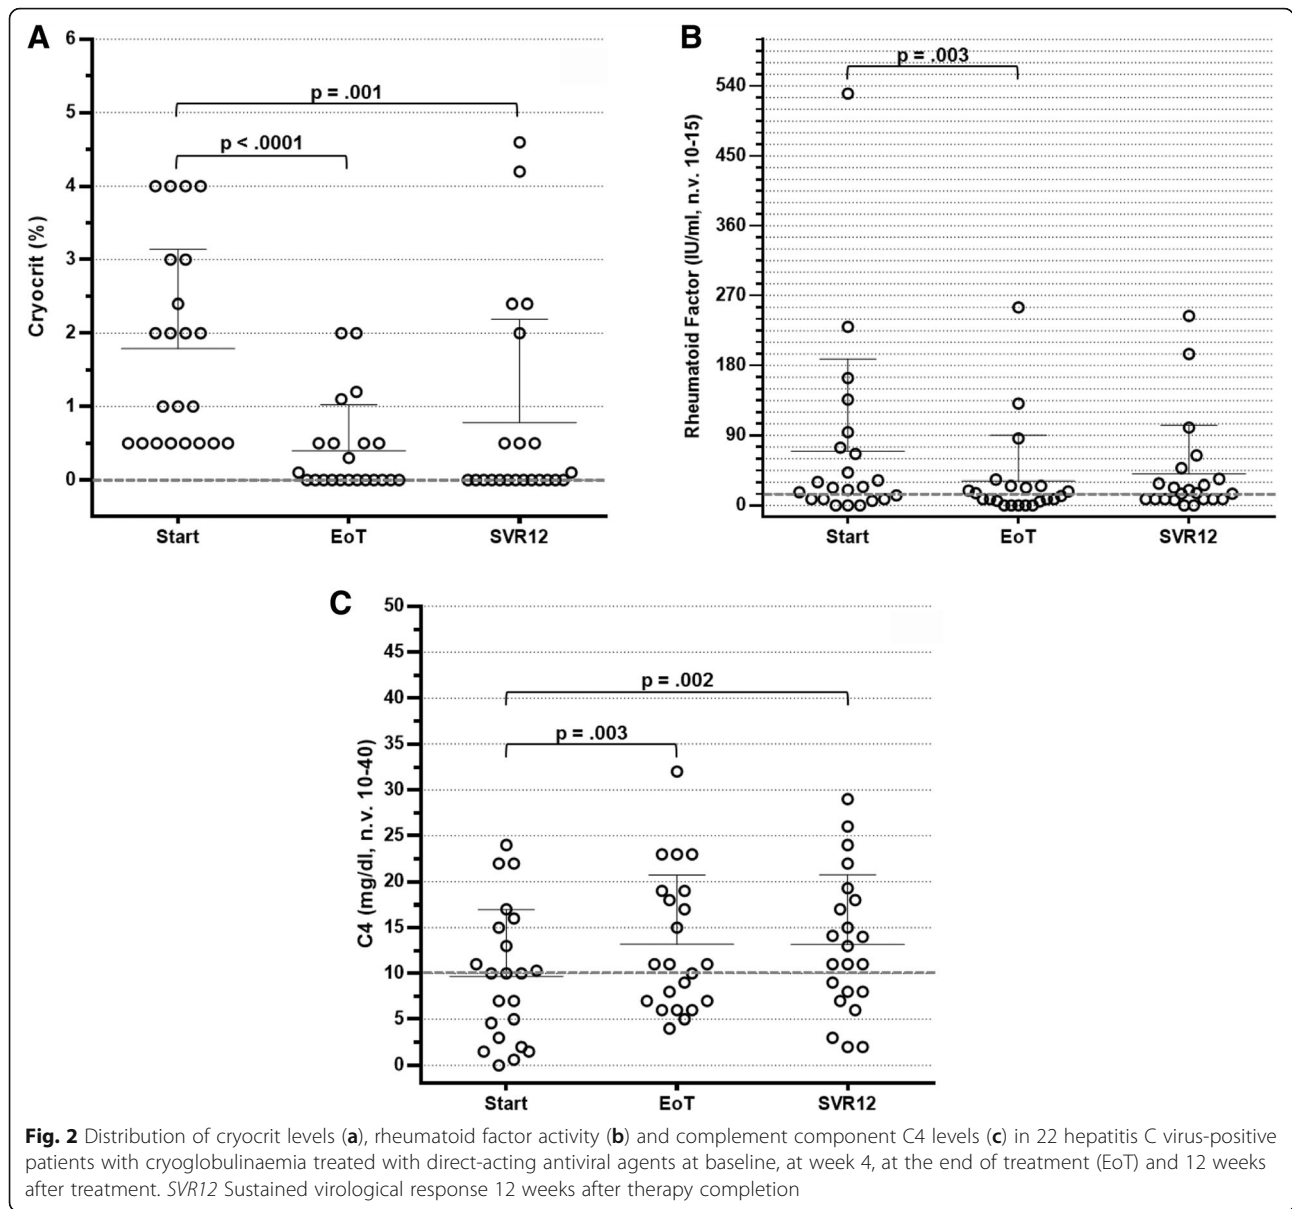 A
6
5
4
3
2
1
0
Cryocrit (%)
p = .001
p < .0001
Start EoT SVR12
B
540
450
360
270
180
90
0
Rheumatoid Factor (IU/ml, n.v. 10-15)
p = .003
Start EoT SVR12
C
50
45
40
35
30
25
20
15
10
5
0
C4 (mg/dl, n.v. 10-40)
p = .002
p = .003
Start EoT SVR12
Fig. 2 Distribution of cryocrit levels (a), rheumatoid factor activity (b) and complement component C4 levels (c) in 22 hepatitis C virus-positive
patients with cryoglobulinaemia treated with direct-acting antiviral agents at baseline, at week 4, at the end of treatment (EoT) and 12 weeks
after treatment. SVR12 Sustained virological response 12 weeks after therapy completion